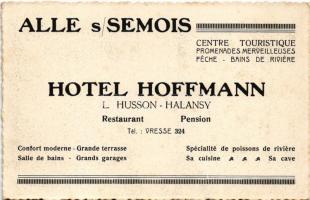 ALLE s/SEMOIS
CENTRE TOURISTIQUE
PROMENADES MERVEILLEUSES
PÊCHE - BAINS DE RIVIÈRE
HOTEL HOFFMANN
L. HUSSON - HALANSY
Restaurant Pension
Tél. : VRESSE 324
Confort moderne - Grande terrasse Spécialité de poissons de rivière
Salle de bains - Grands garages Sa cuisine ▲ ▲ ▲ Sa cave